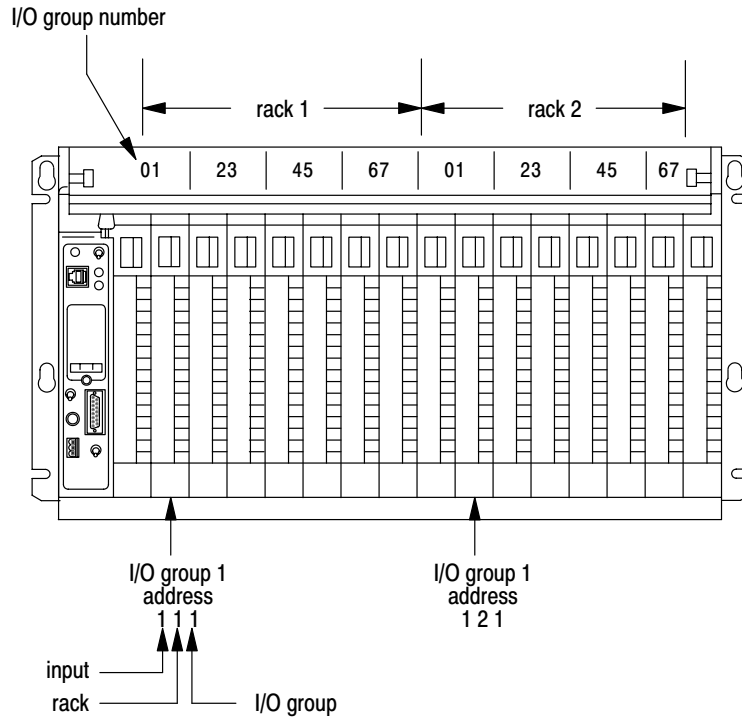 I/O group number
rack 1 rack 2
01 23 45 67 01 23 45 67
I/O group 1
address
1 1 1
I/O group 1
address
1 2 1
input
rack
I/O group